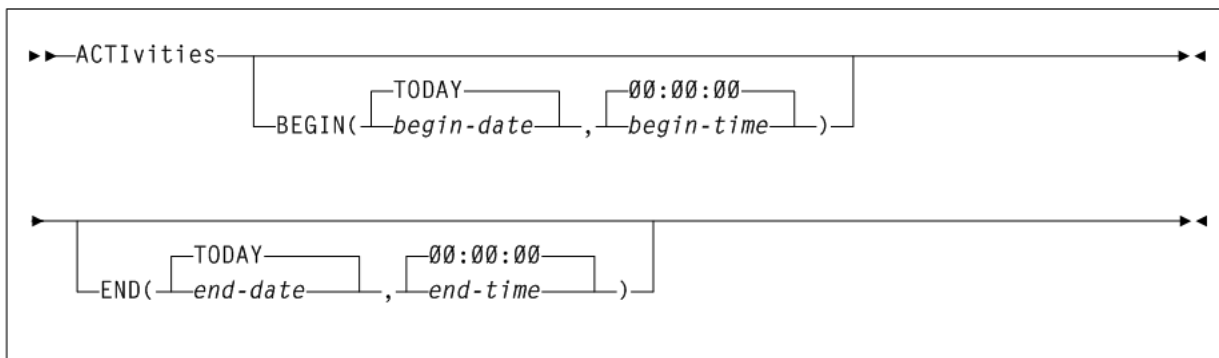 ACTIvities
TODAY 00:00:00
BEGIN( begin-date , begin-time )
TODAY 00:00:00
END( end-date , end-time )